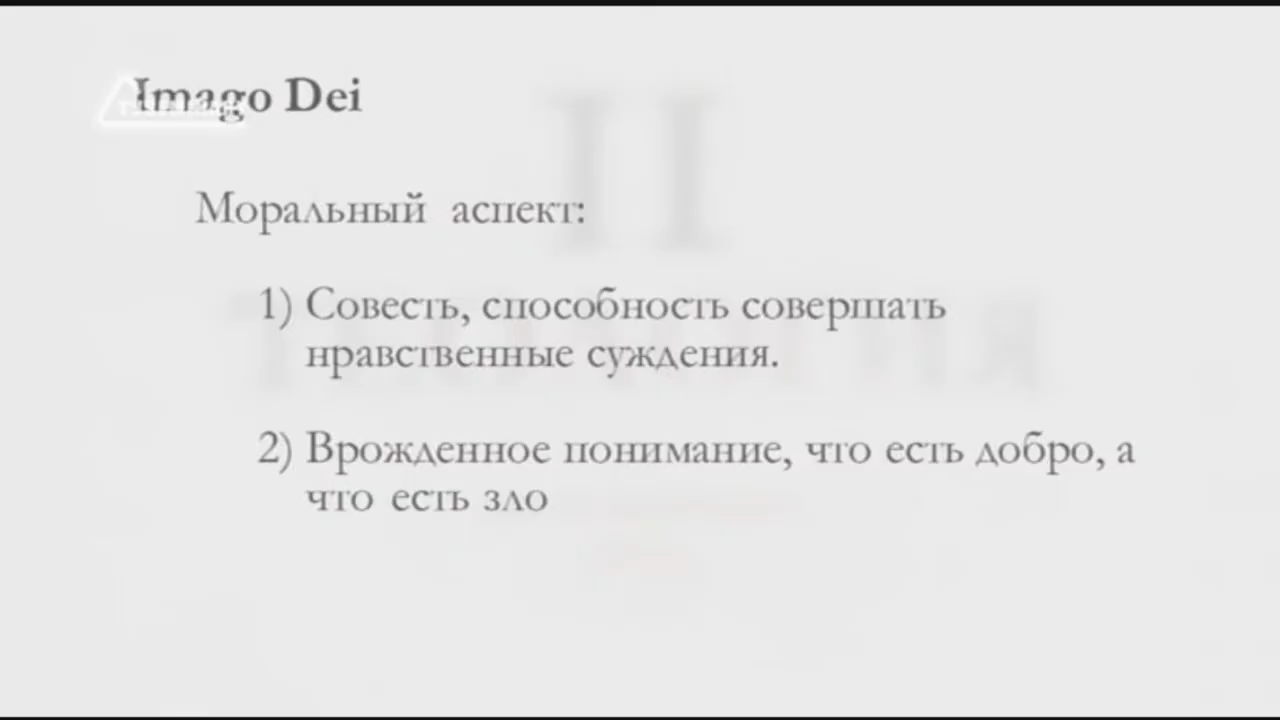 Imago Dei
Моральный аспект:
1) Совесть, способность совершать
нравственные суждения.
2) Врожденное понимание, что есть добро, а
что есть зло